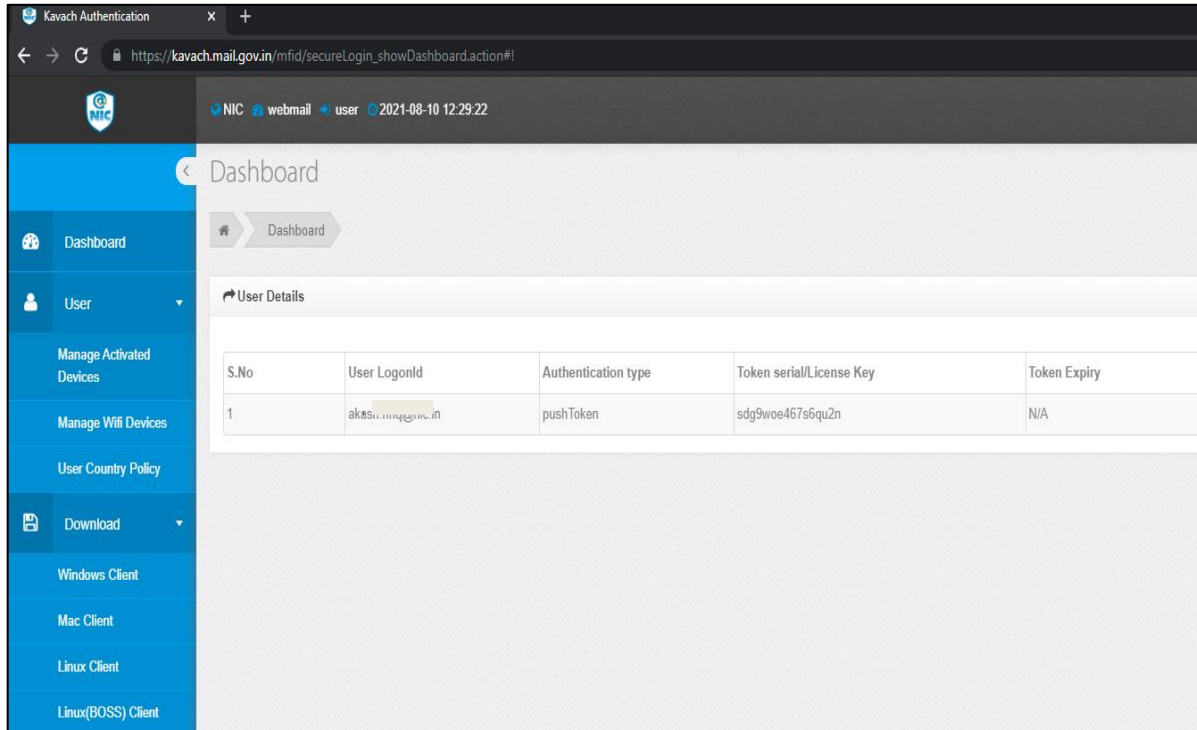 Kavach Authentication
https://kavach.mail.gov.in/mfid/secureLogin_showDashboard.action#!
@
NIC
NIC webmail user 2021-08-10 12:29:22
Dashboard
Dashboard
Dashboard
User
Manage Activated
Devices
Manage Wifi Devices
User Country Policy
Download
Windows Client
Mac Client
Linux Client
Linux(BOSS) Client
User Details
S.No User LogonId Authentication type Token serial/License Key Token Expiry
1 pushToken sdg9woe467s6qu2n N/A